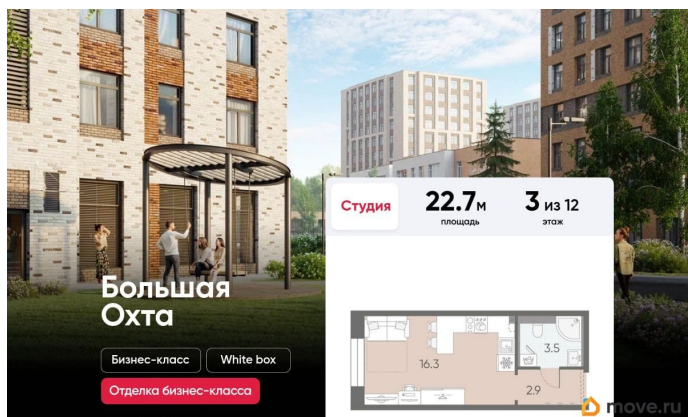 Студия
22.7 м
площадь
3 из 12
этаж
Большая
Охта
Бизнес-класс
White box
Отделка бизнес-класса
16.3
3.5
2.9
move.ru